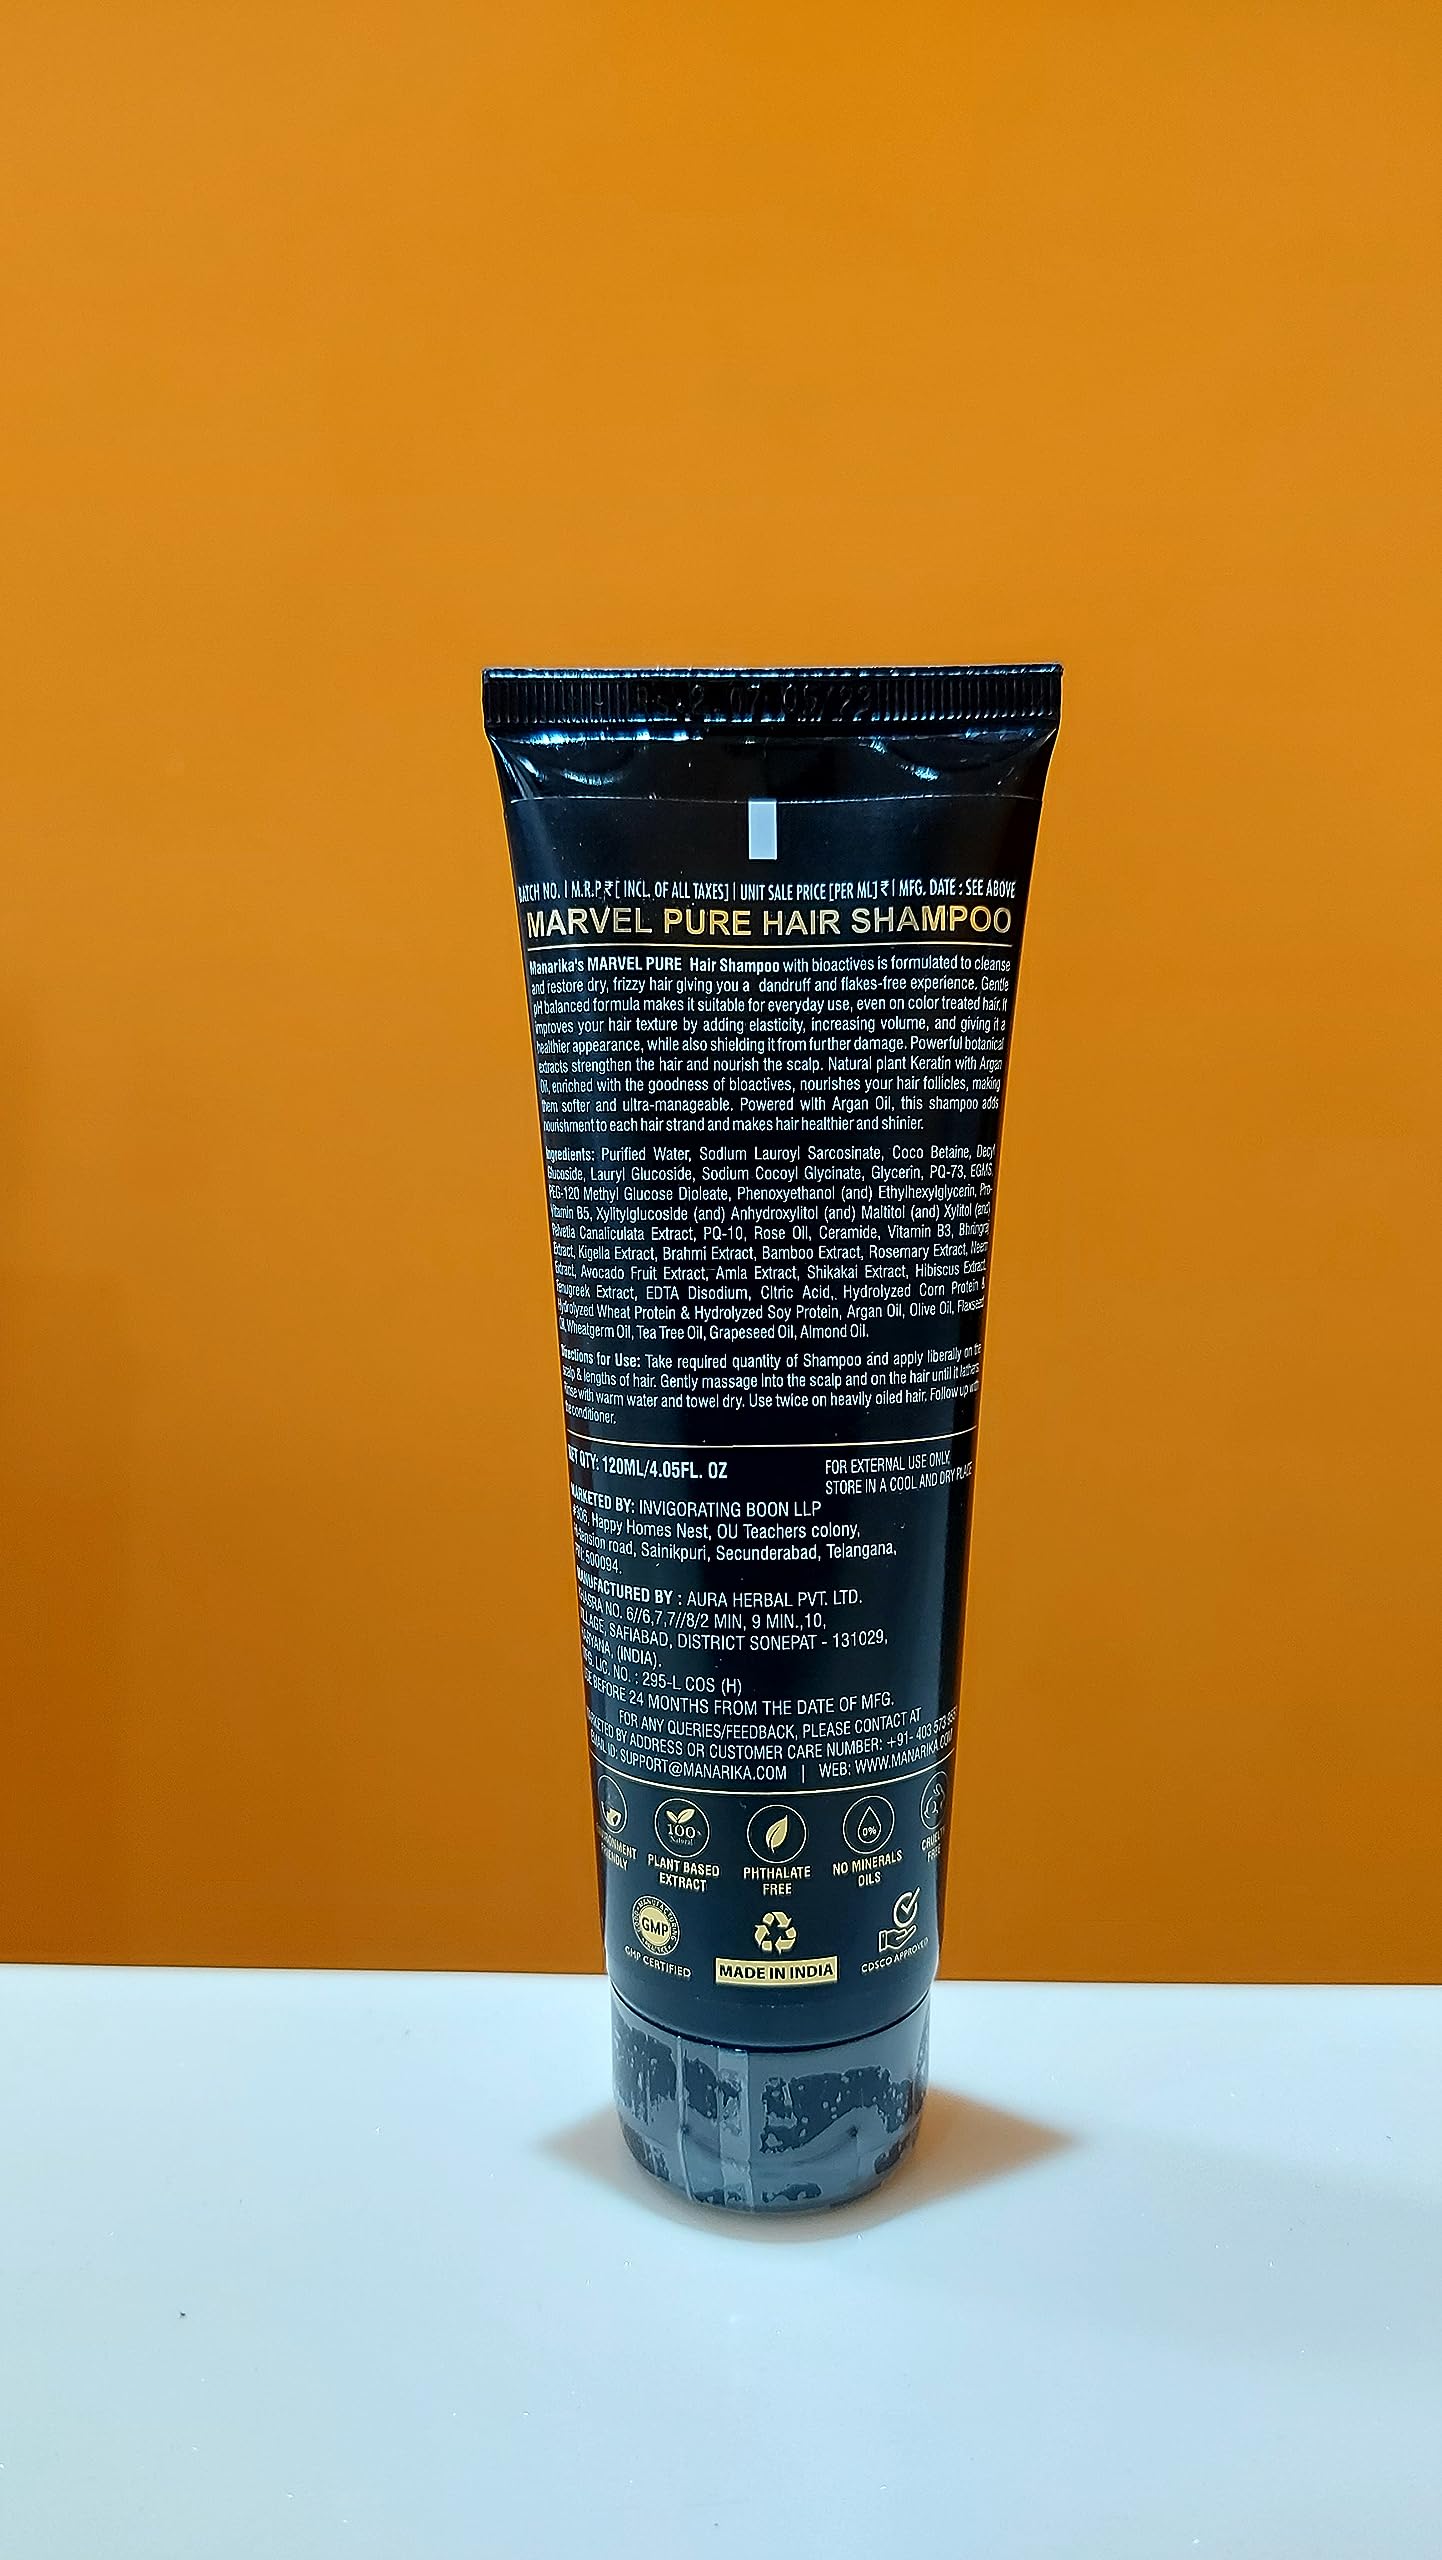 BATCH NO. | M.R.P ₹ [ INCL. OF ALL TAXES] | UNIT SALE PRICE [PER ML] ₹ | MFG. DATE : SEE ABOVE
MARVEL PURE HAIR SHAMPOO
Manarika's MARVEL PURE Hair Shampoo with bioactives is formulated to cleanse
and restore dry, frizzy hair giving you a dandruff and flakes-free experience. Gentle
pH balanced formula makes it suitable for everyday use, even on color treated hair. It
improves your hair texture by adding elasticity, increasing volume, and giving it a
healthier appearance, while also shielding it from further damage. Powerful botanical
extracts strengthen the hair and nourish the scalp. Natural plant Keratin with Argan
Oil, enriched with the goodness of bioactives, nourishes your hair follicles, making
them softer and ultra-manageable. Powered with Argan Oil, this shampoo adds
nourishment to each hair strand and makes hair healthier and shinier.
Ingredients: Purified Water, Sodium Lauroyl Sarcosinate, Coco Betaine, Decyl
Glucoside, Lauryl Glucoside, Sodium Cocoyl Glycinate, Glycerin, PQ-73, EGMS,
PEG-120 Methyl Glucose Dioleate, Phenoxyethanol (and) Ethylhexylglycerin, Pro-
Vitamin B5, Xylitylglucoside (and) Anhydroxylitol (and) Maltitol (and) Xylitol (and)
Pelvetia Canaliculata Extract, PQ-10, Rose Oil, Ceramide, Vitamin B3, Bhringraj
Extract, Kigella Extract, Brahmi Extract, Bamboo Extract, Rosemary Extract, Neem
Extract, Avocado Fruit Extract, Amla Extract, Shikakai Extract, Hibiscus Extract,
Fenugreek Extract, EDTA Disodium, Citric Acid,, Hydrolyzed Corn Protein &
Hydrolyzed Wheat Protein & Hydrolyzed Soy Protein, Argan Oil, Olive Oil, Flaxseed
Oil, Wheatgerm Oil, Tea Tree Oil, Grapeseed Oil, Almond Oil.
Directions for Use: Take required quantity of Shampoo and apply liberally on the
scalp & lengths of hair. Gently massage into the scalp and on the hair until it lathers.
Rinse with warm water and towel dry. Use twice on heavily oiled hair. Follow up with
the conditioner.
NET QTY: 120ML/4.05FL. OZ
FOR EXTERNAL USE ONLY,
STORE IN A COOL AND DRY PLACE
MARKETED BY: INVIGORATING BOON LLP
#306, Happy Homes Nest, OU Teachers colony,
H-tension road, Sainikpuri, Secunderabad, Telangana,
500094.
MANUFACTURED BY : AURA HERBAL PVT. LTD.
KHASRA NO. 6//6,7,7//8/2 MIN, 9 MIN.,10,
VILLAGE, SAFIABAD, DISTRICT SONEPAT - 131029,
HARYANA, (INDIA).
MFG. LIC. NO. : 295-L COS (H)
USE BEFORE 24 MONTHS FROM THE DATE OF MFG.
FOR ANY QUERIES/FEEDBACK, PLEASE CONTACT AT
MARKETED BY ADDRESS OR CUSTOMER CARE NUMBER: +91- 403 573
EMAIL ID: SUPPORT@MANARIKA.COM | WEB: WWW.MANARIKA.COM
ENVIRONMENT FRIENDLY
100% Natural
PLANT BASED EXTRACT
PHTHALATE FREE
0%
NO MINERALS OILS
CRUELTY FREE
GMP
GMP CERTIFIED
MADE IN INDIA
CDSCO APPROVED